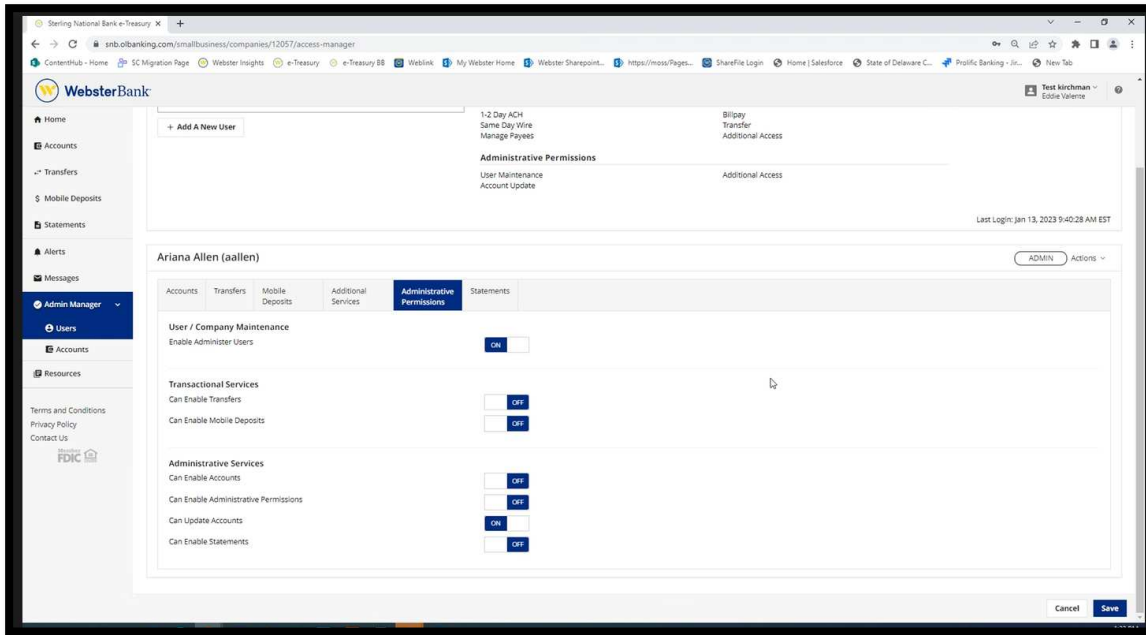 Sterling National Bank e-Treasury
snb.olbanking.com/smallbusiness/companies/12057/access-manager
ContentHub - Home SC Migration Page Webster Insights e-Treasury e-Treasury BB Weblink My Webster Home Webster Sharepoint... https://moss/Pages... ShareFile Login Home | Salesforce State of Delaware C... Prolific Banking - Jir... New Tab
WebsterBank
Test kirchman
Eddie Valente
Home
Accounts
Transfers
Mobile Deposits
Statements
Alerts
Messages
Admin Manager
Users
Accounts
Resources
Terms and Conditions
Privacy Policy
Contact Us
Member
FDIC
+ Add A New User
1-2 Day ACH Billpay
Same Day Wire Transfer
Manage Payees Additional Access
Administrative Permissions
User Maintenance Additional Access
Account Update
Last Login: Jan 13, 2023 9:40:28 AM EST
Ariana Allen (aallen) ADMIN Actions
Accounts Transfers Mobile Deposits Additional Services Administrative Permissions Statements
User / Company Maintenance
Enable Administer Users ON
Transactional Services
Can Enable Transfers OFF
Can Enable Mobile Deposits OFF
Administrative Services
Can Enable Accounts OFF
Can Enable Administrative Permissions OFF
Can Update Accounts ON
Can Enable Statements OFF
Cancel Save